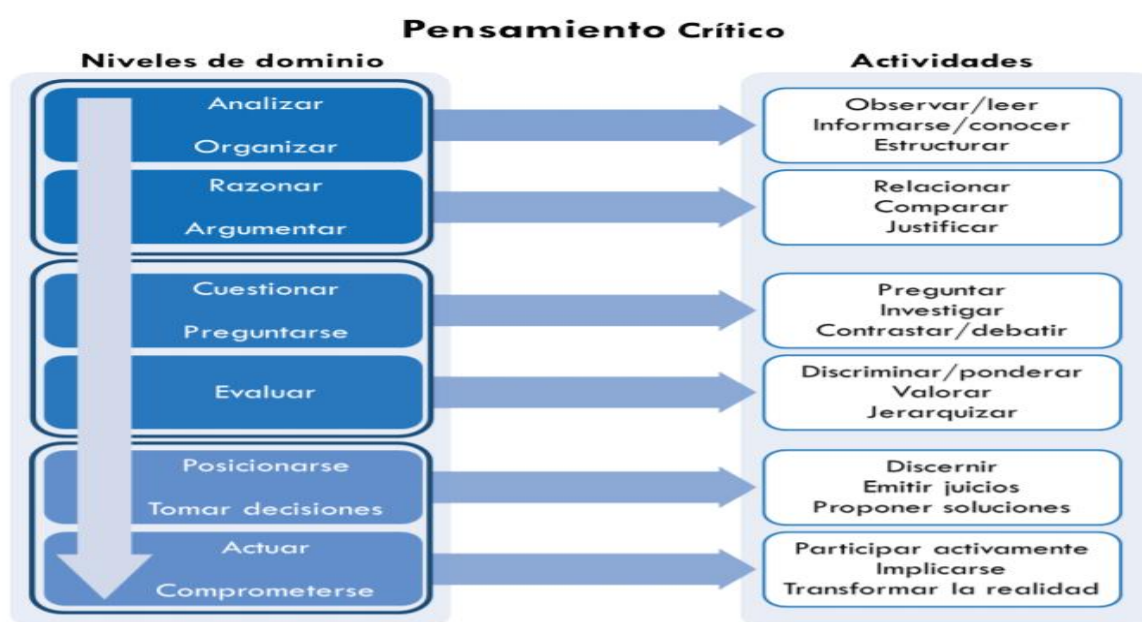 Pensamiento Crítico
Niveles de dominio
Actividades
Analizar
Organizar
Observar/leer
Informarse/conocer
Estructurar
Razonar
Argumentar
Relacionar
Comparar
Justificar
Cuestionar
Preguntarse
Preguntar
Investigar
Contrastar/debatir
Evaluar
Discriminar/ponderar
Valorar
Jerarquizar
Posicionarse
Tomar decisiones
Discernir
Emitir juicios
Proponer soluciones
Actuar
Comprometerse
Participar activamente
Implicarse
Transformar la realidad